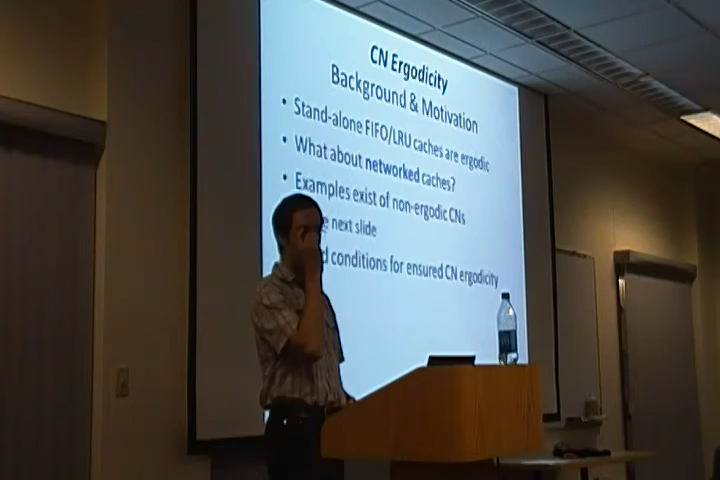 CN Ergodicity
Background & Motivation
• Stand-alone FIFO/LRU caches are ergodic
• What about networked caches?
• Examples exist of non-ergodic CNs
next slide
conditions for ensured CN ergodicity